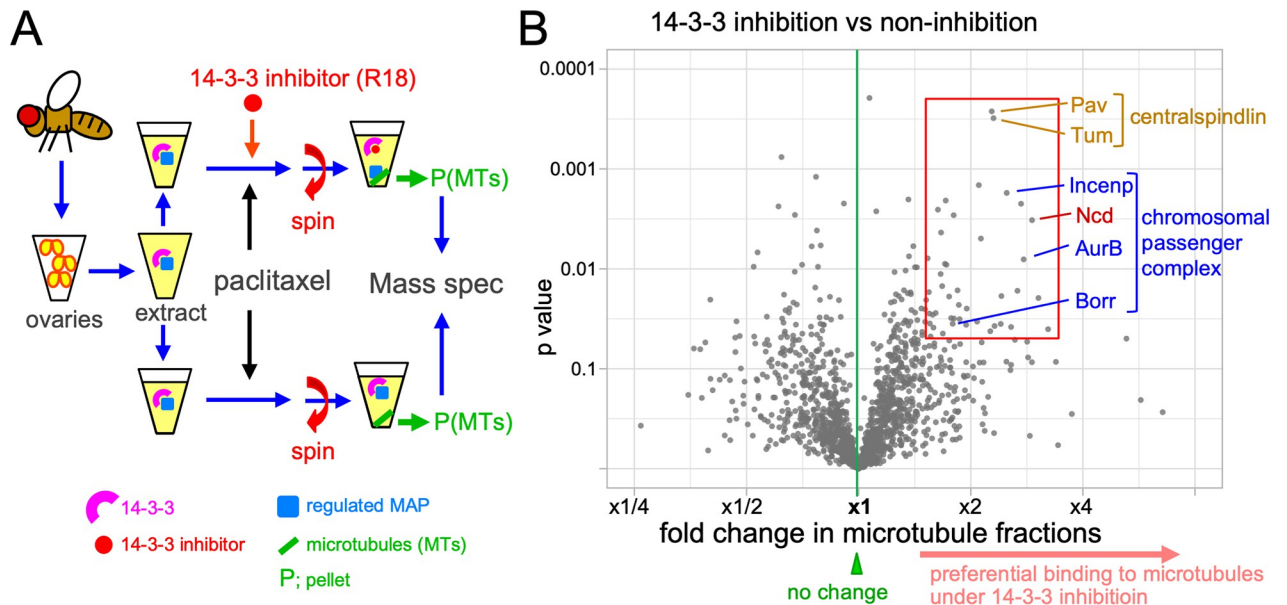 A
14-3-3 inhibitor (R18)
P(MTs)
spin
ovaries
extract
paclitaxel
Mass spec
P(MTs)
spin
14-3-3
regulated MAP
14-3-3 inhibitor
microtubules (MTs)
P; pellet
B
14-3-3 inhibition vs non-inhibition
0.0001
0.001
0.01
0.1
p value
Pav
Tum
centralspindlin
Incenp
Ncd
AurB
Borr
chromosomal
passenger
complex
x1/4
x1/2
x1
x2
x4
fold change in microtubule fractions
no change
preferential binding to microtubules
under 14-3-3 inhibitioin